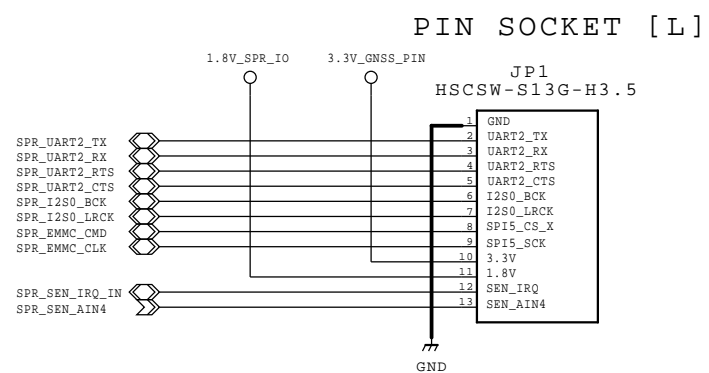 PIN SOCKET [L]
1.8V_SPR_IO
3.3V_GNSS_PIN
JP1
HSCSW-S13G-H3.5
1 GND
SPR_UART2_TX 2 UART2_TX
SPR_UART2_RX 3 UART2_RX
SPR_UART2_RTS 4 UART2_RTS
SPR_UART2_CTS 5 UART2_CTS
SPR_I2S0_BCK 6 I2S0_BCK
SPR_I2S0_LRCK 7 I2S0_LRCK
SPR_EMMC_CMD 8 SPI5_CS_X
SPR_EMMC_CLK 9 SPI5_SCK
10 3.3V
11 1.8V
SPR_SEN_IRQ_IN 12 SEN_IRQ
SPR_SEN_AIN4 13 SEN_AIN4
GND